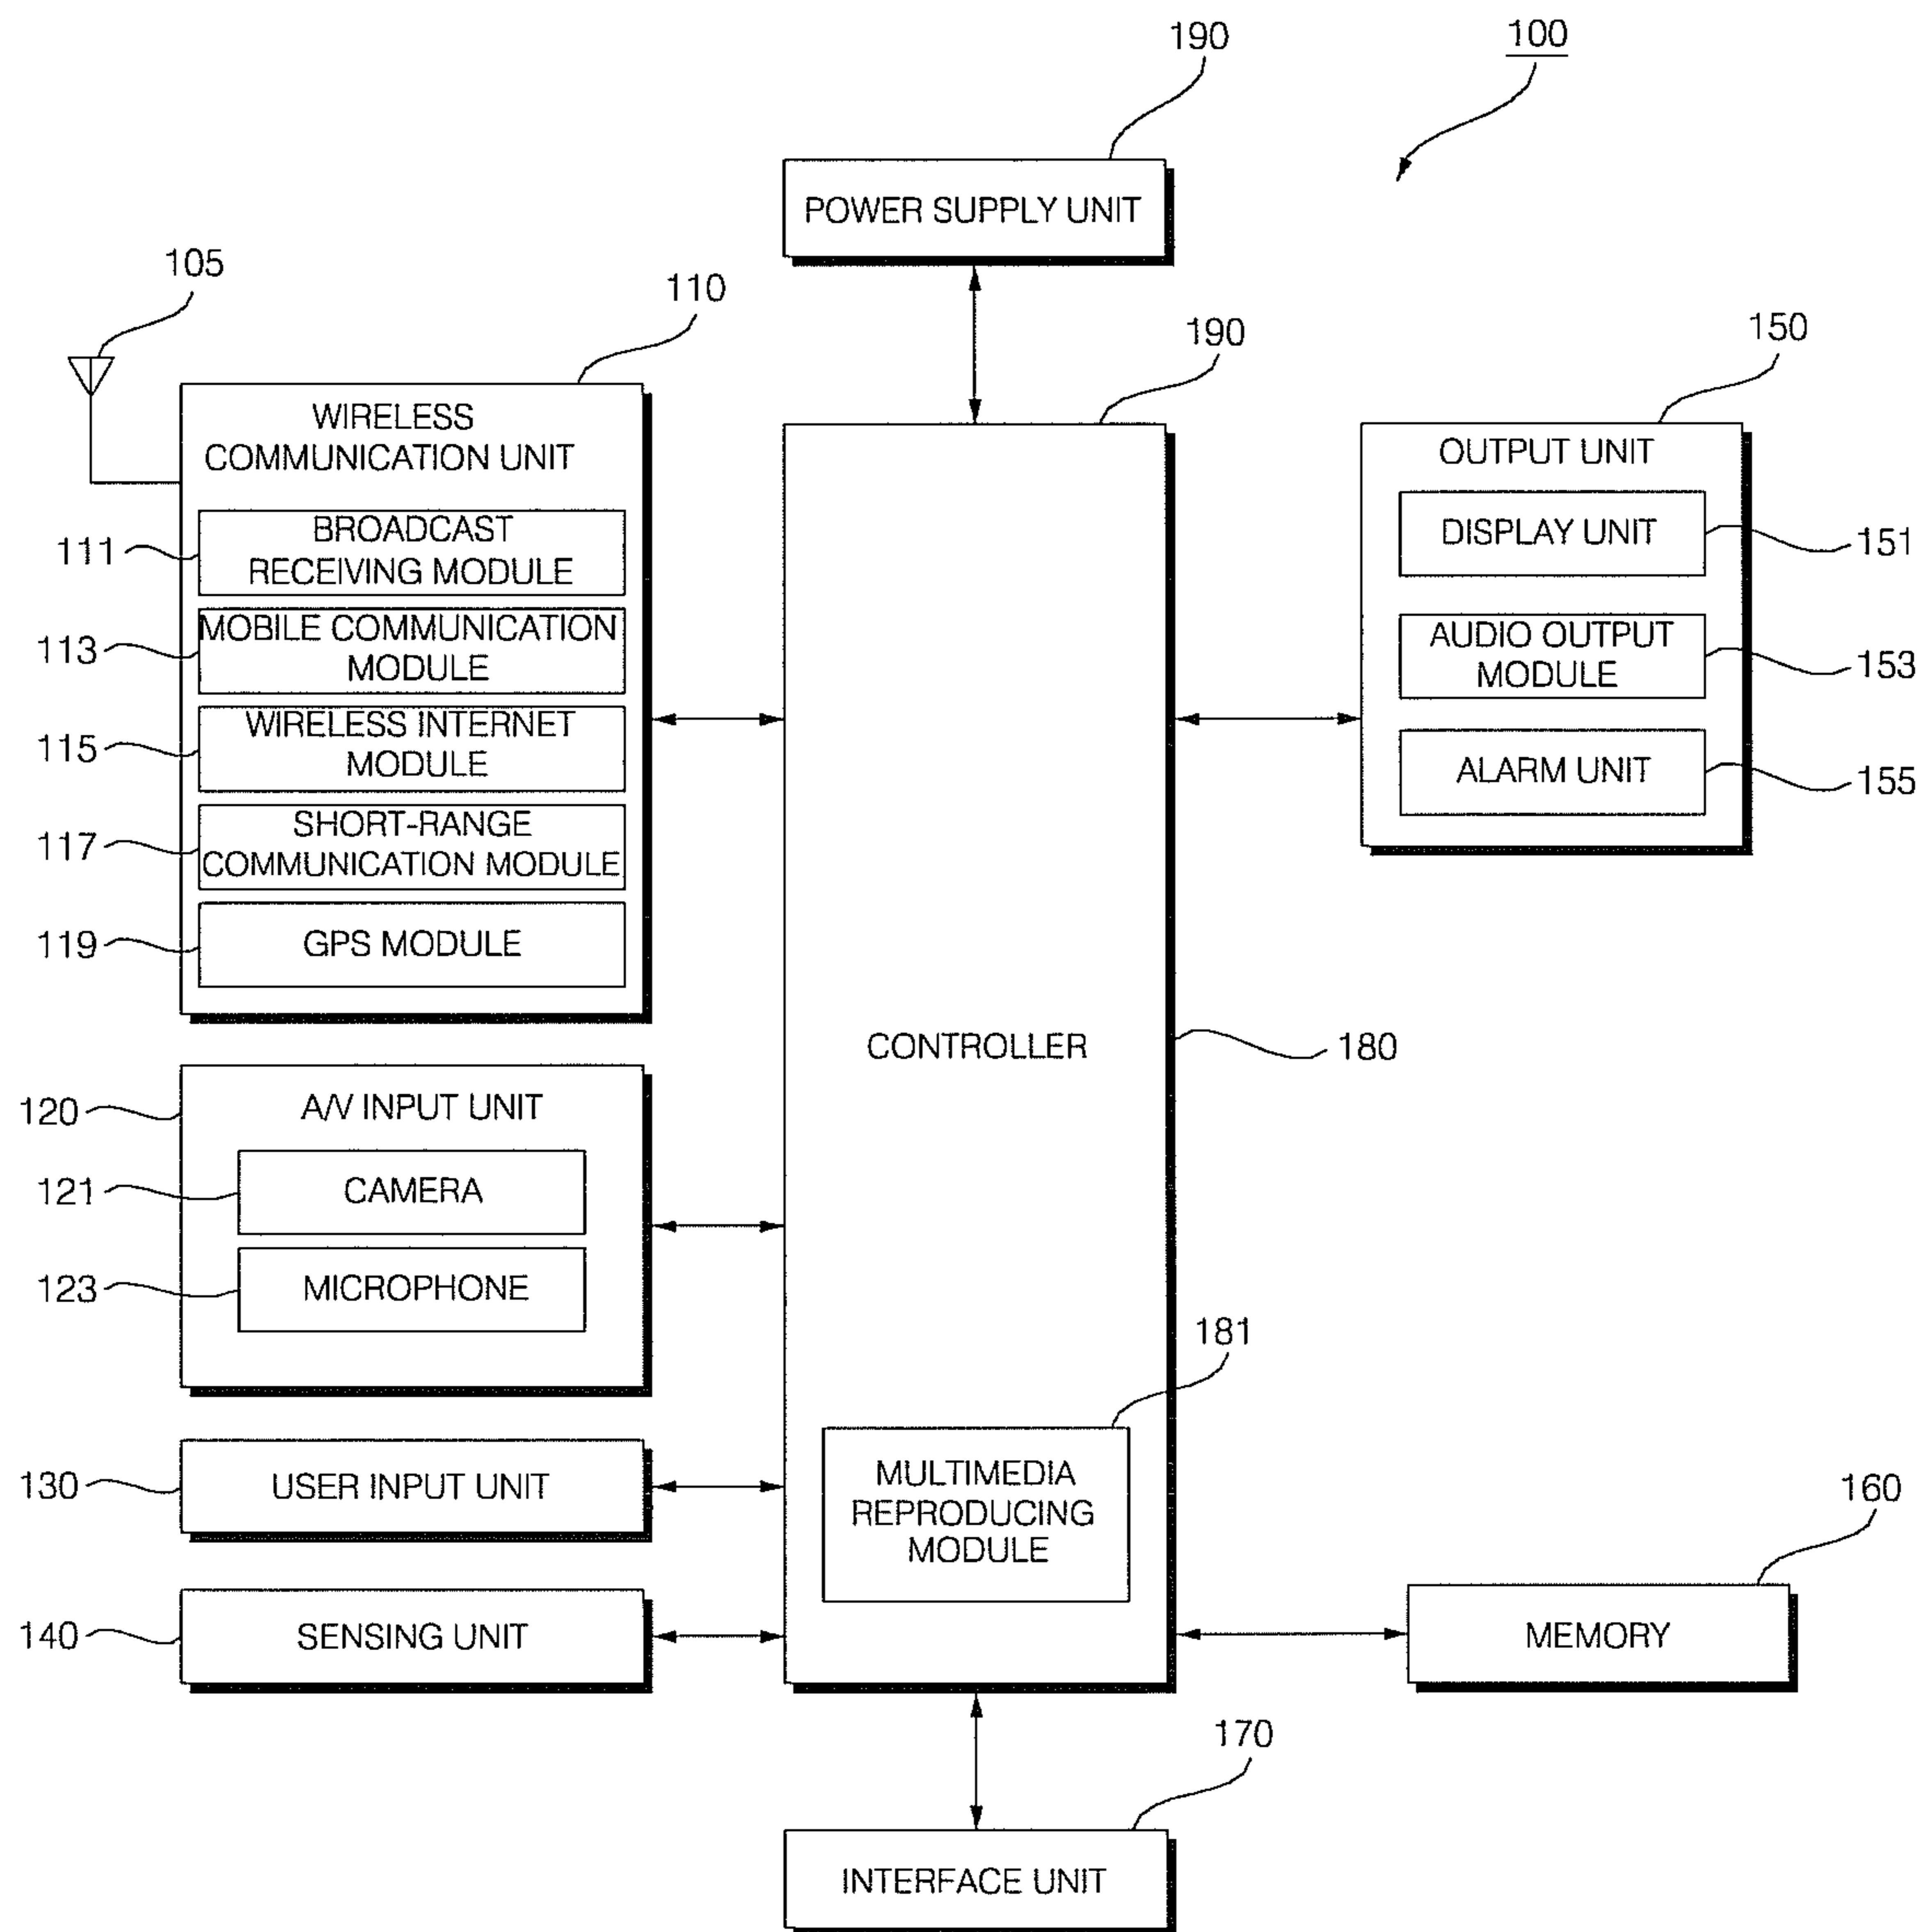 190
100
POWER SUPPLY UNIT
105
110
190
150
WIRELESS
COMMUNICATION UNIT
OUTPUT UNIT
111
BROADCAST
RECEIVING MODULE
DISPLAY UNIT
151
113
MOBILE COMMUNICATION
MODULE
AUDIO OUTPUT
MODULE
153
115
WIRELESS INTERNET
MODULE
ALARM UNIT
155
117
SHORT-RANGE
COMMUNICATION MODULE
119
GPS MODULE
CONTROLLER
180
120
A/V INPUT UNIT
121
CAMERA
123
MICROPHONE
181
130
USER INPUT UNIT
MULTIMEDIA
REPRODUCING
MODULE
160
140
SENSING UNIT
MEMORY
170
INTERFACE UNIT